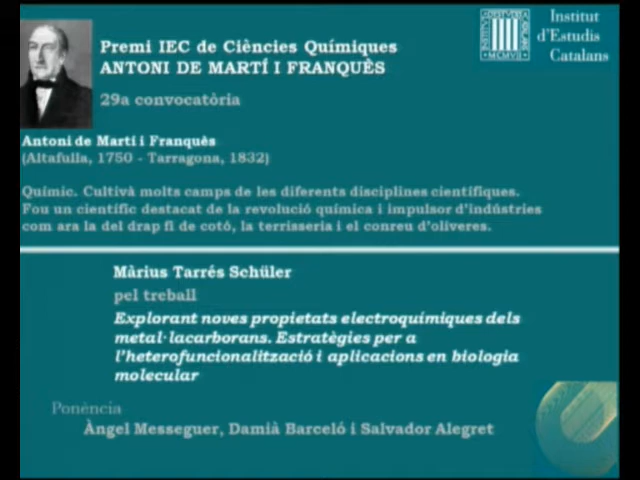 Premi IEC de Ciències Químiques
ANTONI DE MARTÍ I FRANQUÈS
29a convocatòria
Institut
d'Estudis
Catalans
MCMVII
Antoni de Martí i Franquès
(Altafulla, 1750 - Tarragona, 1832)
Químic. Cultivà molts camps de les diferents disciplines científiques.
Fou un científic destacat de la revolució química i impulsor d'indústries
com ara la del drap fi de cotó, la terrisseria i el conreu d'oliveres.
Màrius Tarrés Schüler
pel treball
Explorant noves propietats electroquímiques dels
metal·lacarborans. Estratègies per a
l'heterofuncionalització i aplicacions en biologia
molecular
Ponència
Àngel Messeguer, Damià Barceló i Salvador Alegret